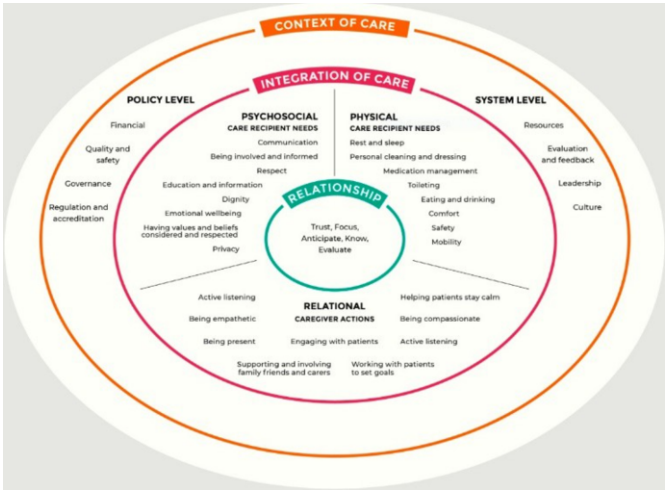 CONTEXT OF CARE
INTEGRATION OF CARE
POLICY LEVEL
Financial
Quality and
safety
Governance
Regulation and
accreditation
PSYCHOSOCIAL
CARE RECIPIENT NEEDS
Communication
Being involved and informed
Respect
Education and information
Dignity
Emotional wellbeing
Having values and beliefs
considered and respected
Privacy
PHYSICAL
CARE RECIPIENT NEEDS
Rest and sleep
Personal cleaning and dressing
Medication management
Toileting
Eating and drinking
Comfort
Safety
Mobility
SYSTEM LEVEL
Resources
Evaluation
and feedback
Leadership
Culture
RELATIONSHIP
Trust, Focus,
Anticipate, Know,
Evaluate
RELATIONAL
CAREGIVER ACTIONS
Active listening
Being empathetic
Being present
Engaging with patients
Helping patients stay calm
Being compassionate
Active listening
Supporting and involving
family friends and carers
Working with patients
to set goals